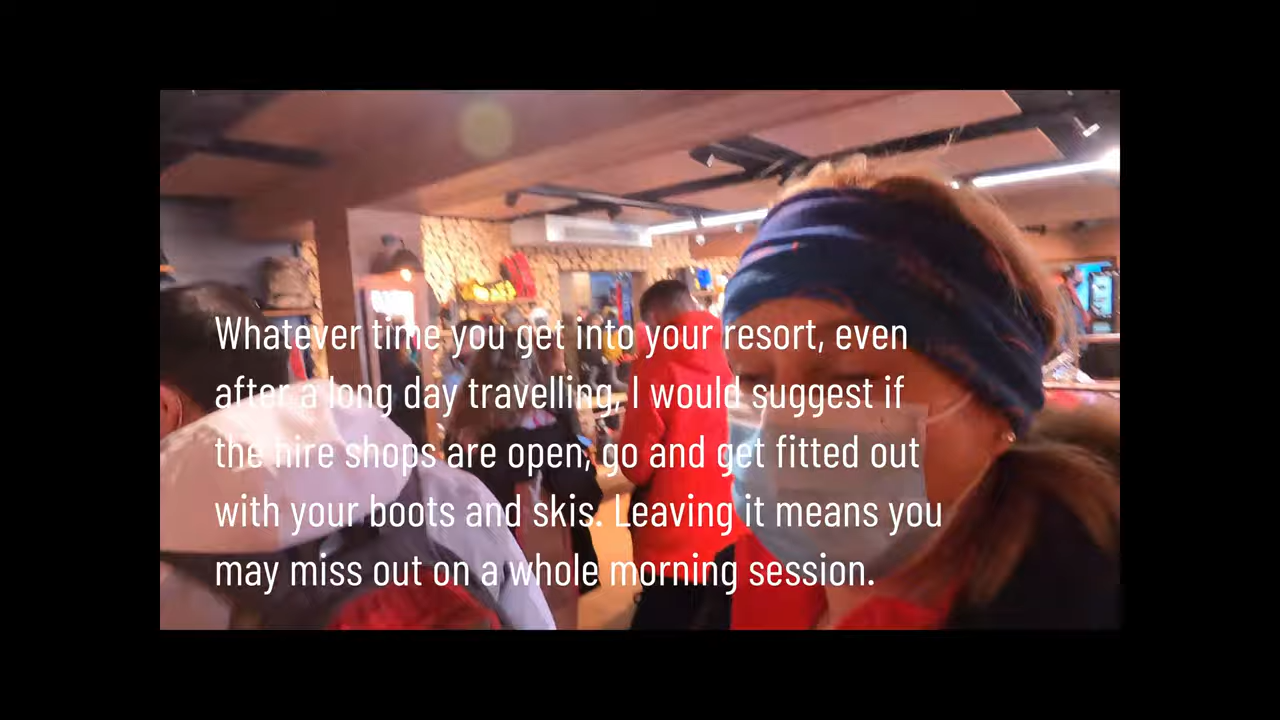 Whatever time you get into your resort, even
after a long day travelling, I would suggest if
the hire shops are open, go and get fitted out
with your boots and skis. Leaving it means you
may miss out on a whole morning session.